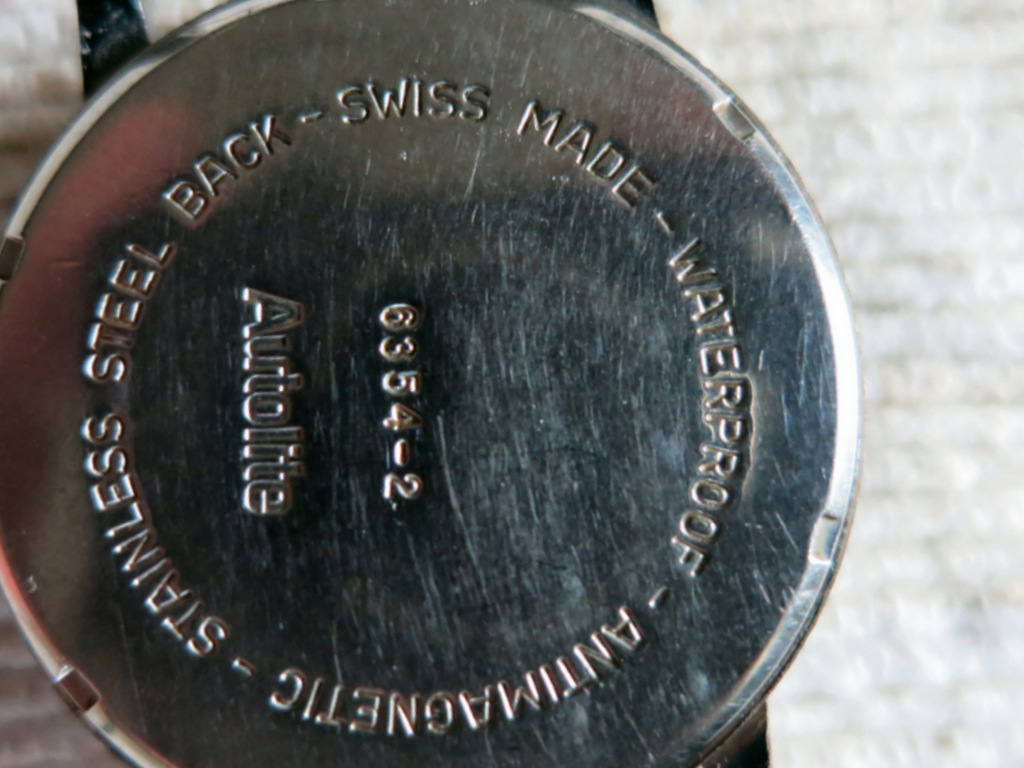 STAINLESS STEEL BACK - SWISS MADE - WATERPROOF - ANTIMAGNETIC -
Autolite
6354-2